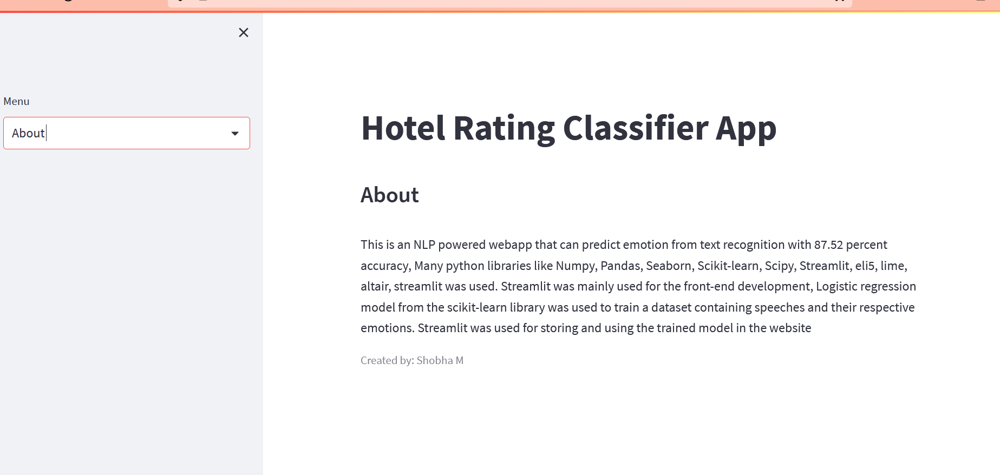 Menu
About
Hotel Rating Classifier App
About
This is an NLP powered webapp that can predict emotion from text recognition with 87.52 percent
accuracy, Many python libraries like Numpy, Pandas, Seaborn, Scikit-learn, Scipy, Streamlit, eli5, lime,
altair, streamlit was used. Streamlit was mainly used for the front-end development, Logistic regression
model from the scikit-learn library was used to train a dataset containing speeches and their respective
emotions. Streamlit was used for storing and using the trained model in the website
Created by: Shobha M